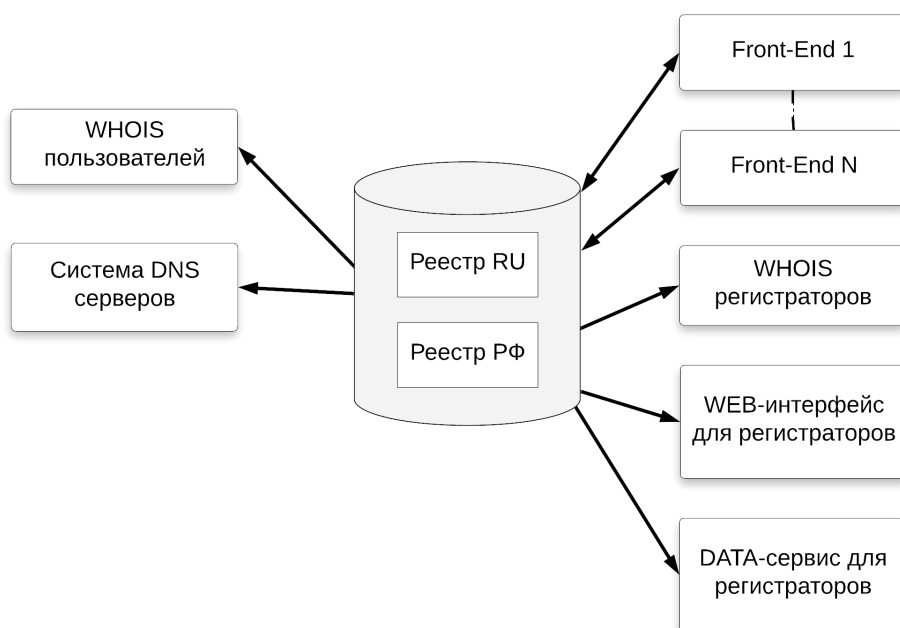 WHOIS
пользователей
Система DNS
серверов
Реестр RU
Реестр РФ
Front-End 1
Front-End N
WHOIS
регистраторов
WEB-интерфейс
для регистраторов
DATA-сервис для
регистраторов